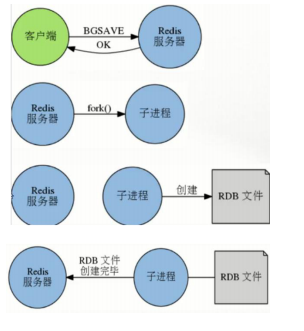 客户端
BGSAVE
OK
Redis
服务器
Redis
服务器
fork()
子进程
Redis
服务器
子进程
创建
RDB 文件
Redis
服务器
RDB 文件
创建完毕
子进程
RDB 文件